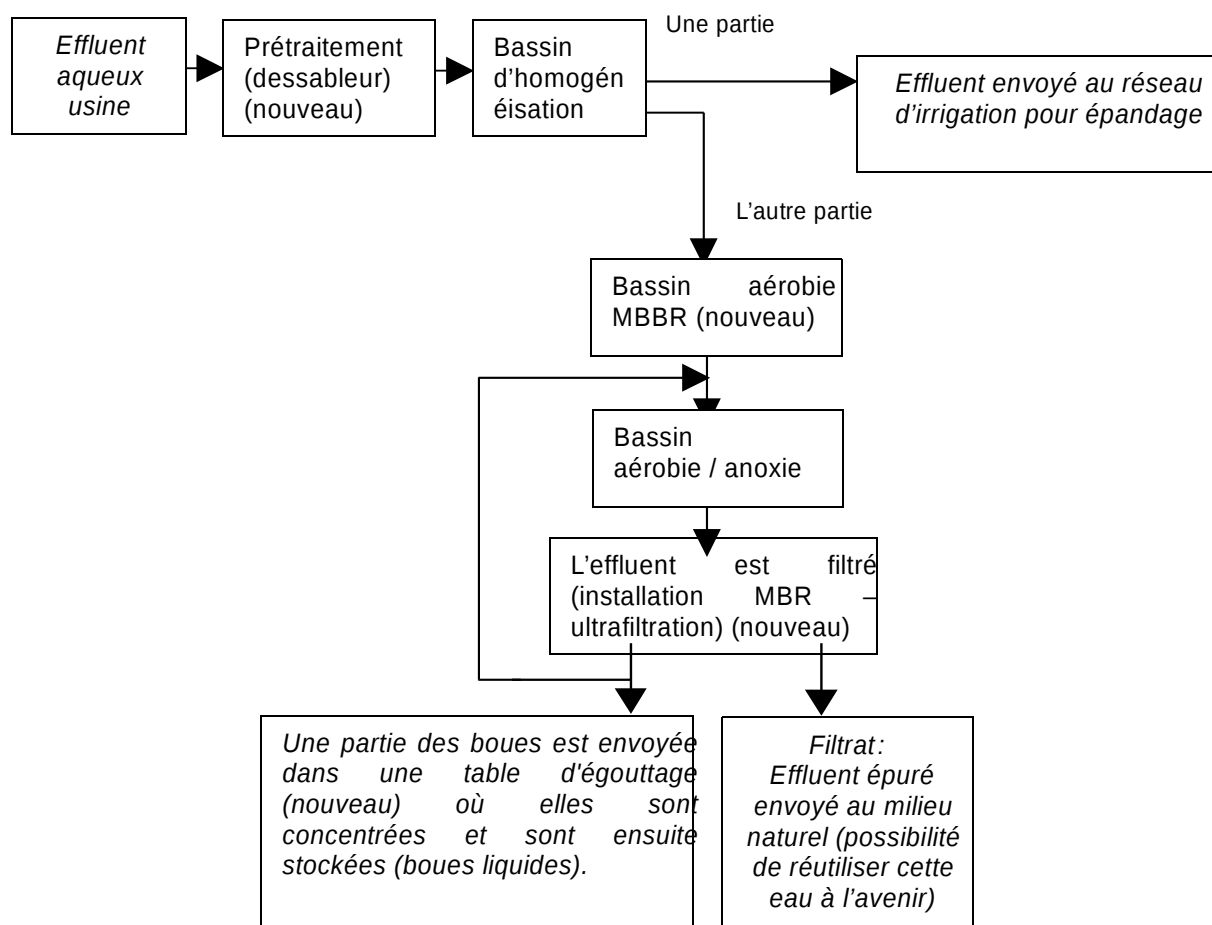 Effluent
aqueux
usine
Prétraitement
(dessableur)
(nouveau)
Bassin
d’homogén
éisation
Une partie
Effluent envoyé au réseau
d’irrigation pour épandage
L’autre partie
Bassin aérobie
MBBR (nouveau)
Bassin
aérobie / anoxie
L’effluent est filtré
(installation MBR –
ultrafiltration) (nouveau)
Une partie des boues est envoyée
dans une table d'égouttage
(nouveau) où elles sont
concentrées et sont ensuite
stockées (boues liquides).
Filtrat :
Effluent épuré
envoyé au milieu
naturel (possibilité
de réutiliser cette
eau à l’avenir)